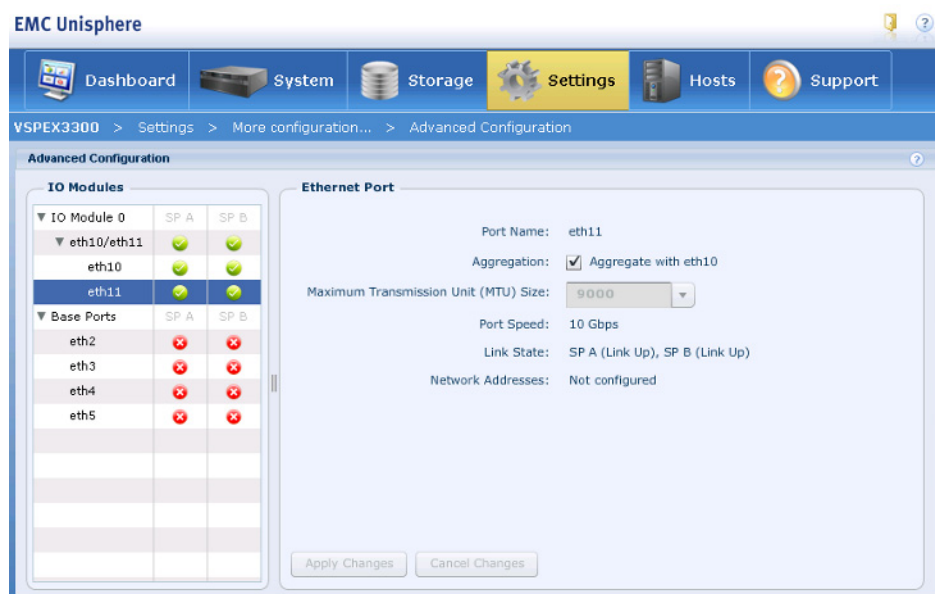 EMC Unisphere
Dashboard System Storage Settings Hosts Support
VSPEX3300 > Settings > More configuration... > Advanced Configuration
Advanced Configuration
IO Modules
IO Module 0 SP A SP B
eth10/eth11
eth10
eth11
Base Ports SP A SP B
eth2
eth3
eth4
eth5
Ethernet Port
Port Name: eth11
Aggregation: Aggregate with eth10
Maximum Transmission Unit (MTU) Size: 9000
Port Speed: 10 Gbps
Link State: SP A (Link Up), SP B (Link Up)
Network Addresses: Not configured
Apply Changes Cancel Changes